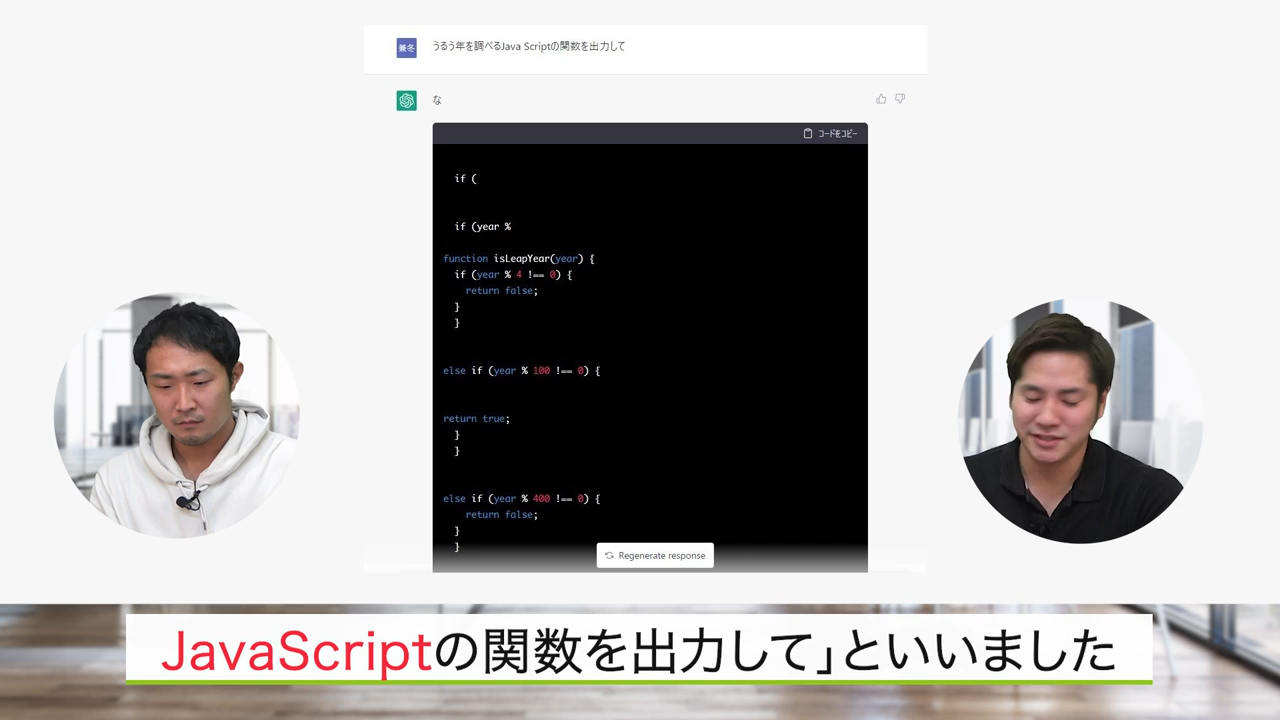 兼冬
うるう年を調べるJava Scriptの関数を出力して
な
コードをコピー
if (
if (year %
function isLeapYear(year) {
if (year % 4 !== 0) {
return false;
}
}
else if (year % 100 !== 0) {
return true;
}
}
else if (year % 400 !== 0) {
return false;
}
}
Regenerate response
JavaScriptの関数を出力して」といいました